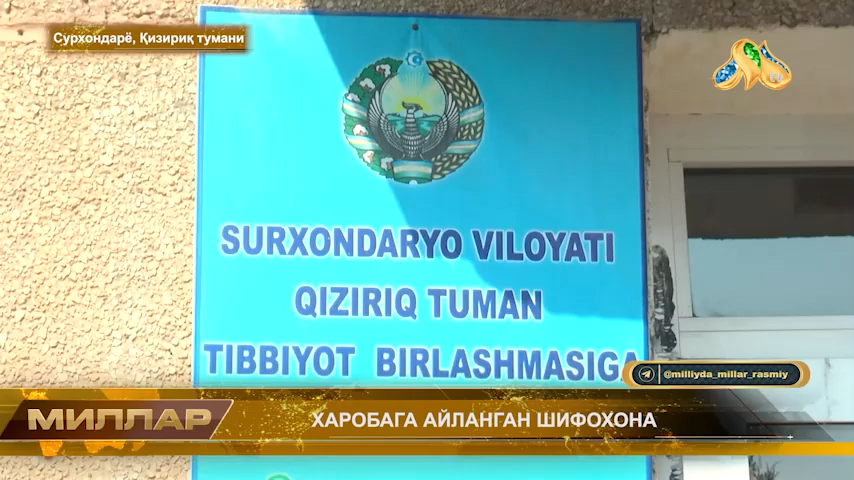 Сурхондарё, Қизириқ тумани
SURXONDARYO VILOYATI
QIZIRIQ TUMAN
TIBBIYOT BIRLASHMASIGA
@milliyda_millar_rasmiy
МИЛЛАР
ХАРОБАГА АЙЛАНГАН ШИФОХОНА